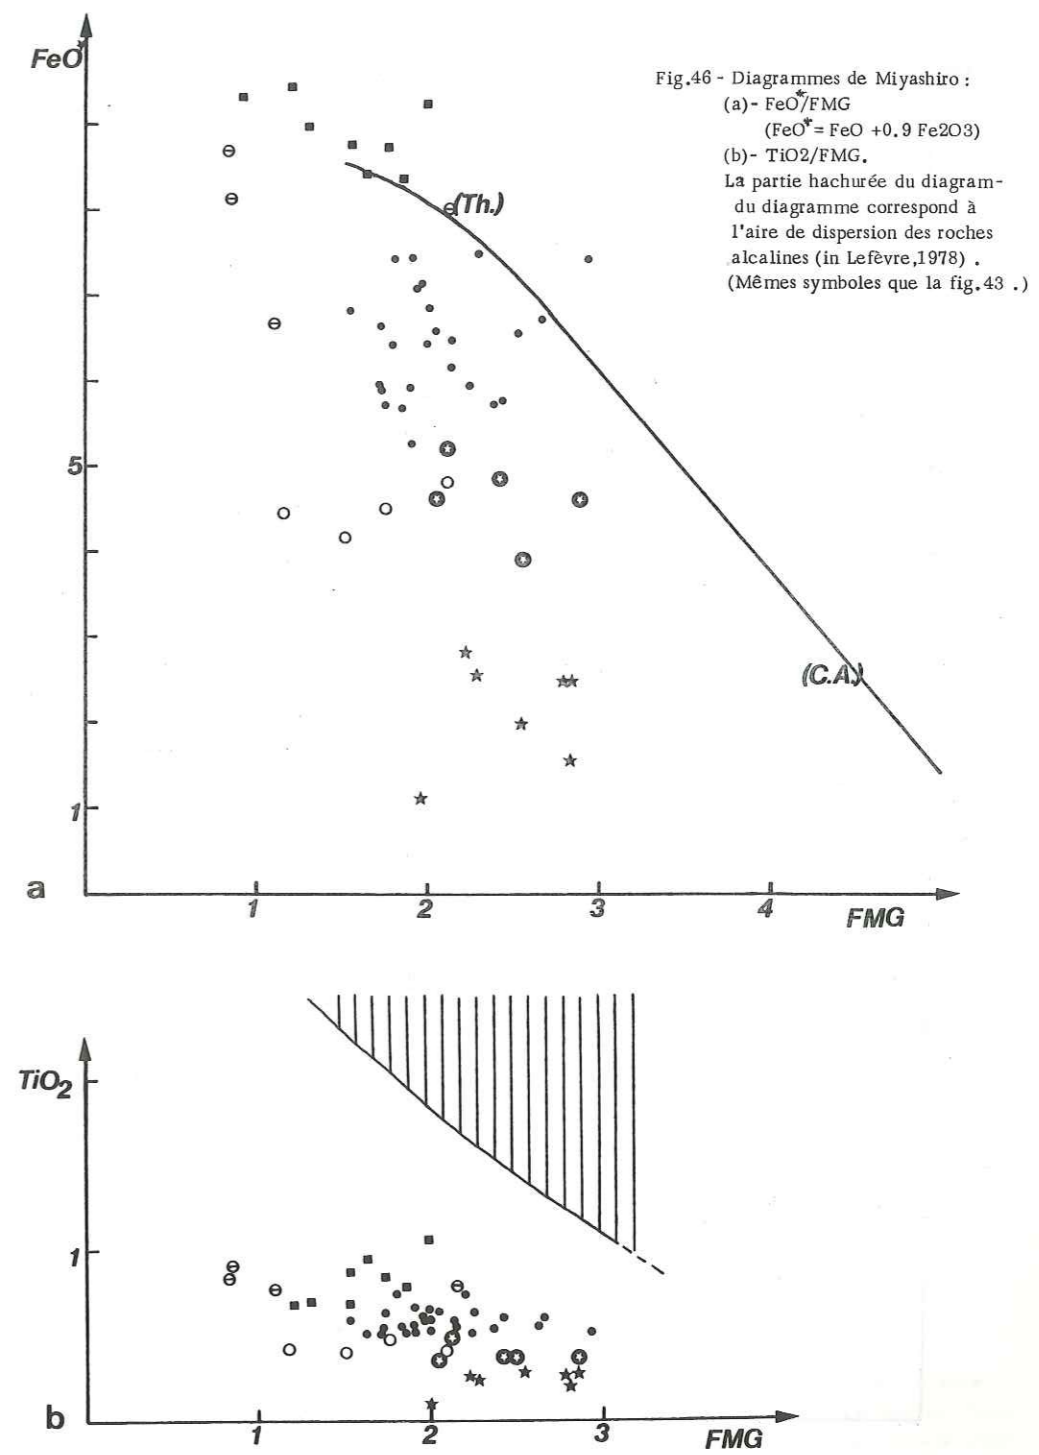 FeO*
Fig.46 - Diagrammes de Miyashiro :
(a)- FeO*/FMG
(FeO* = FeO +0.9 Fe2O3)
(b)- TiO2/FMG.
La partie hachurée du diagram-
du diagramme correspond à
l'aire de dispersion des roches
alcalines (in Lefèvre,1978) .
(Mêmes symboles que la fig.43 .)
(Th.)
5
(C.A.)
1
a
1 2 3 4
FMG
TiO2
1
b
1 2 3
FMG